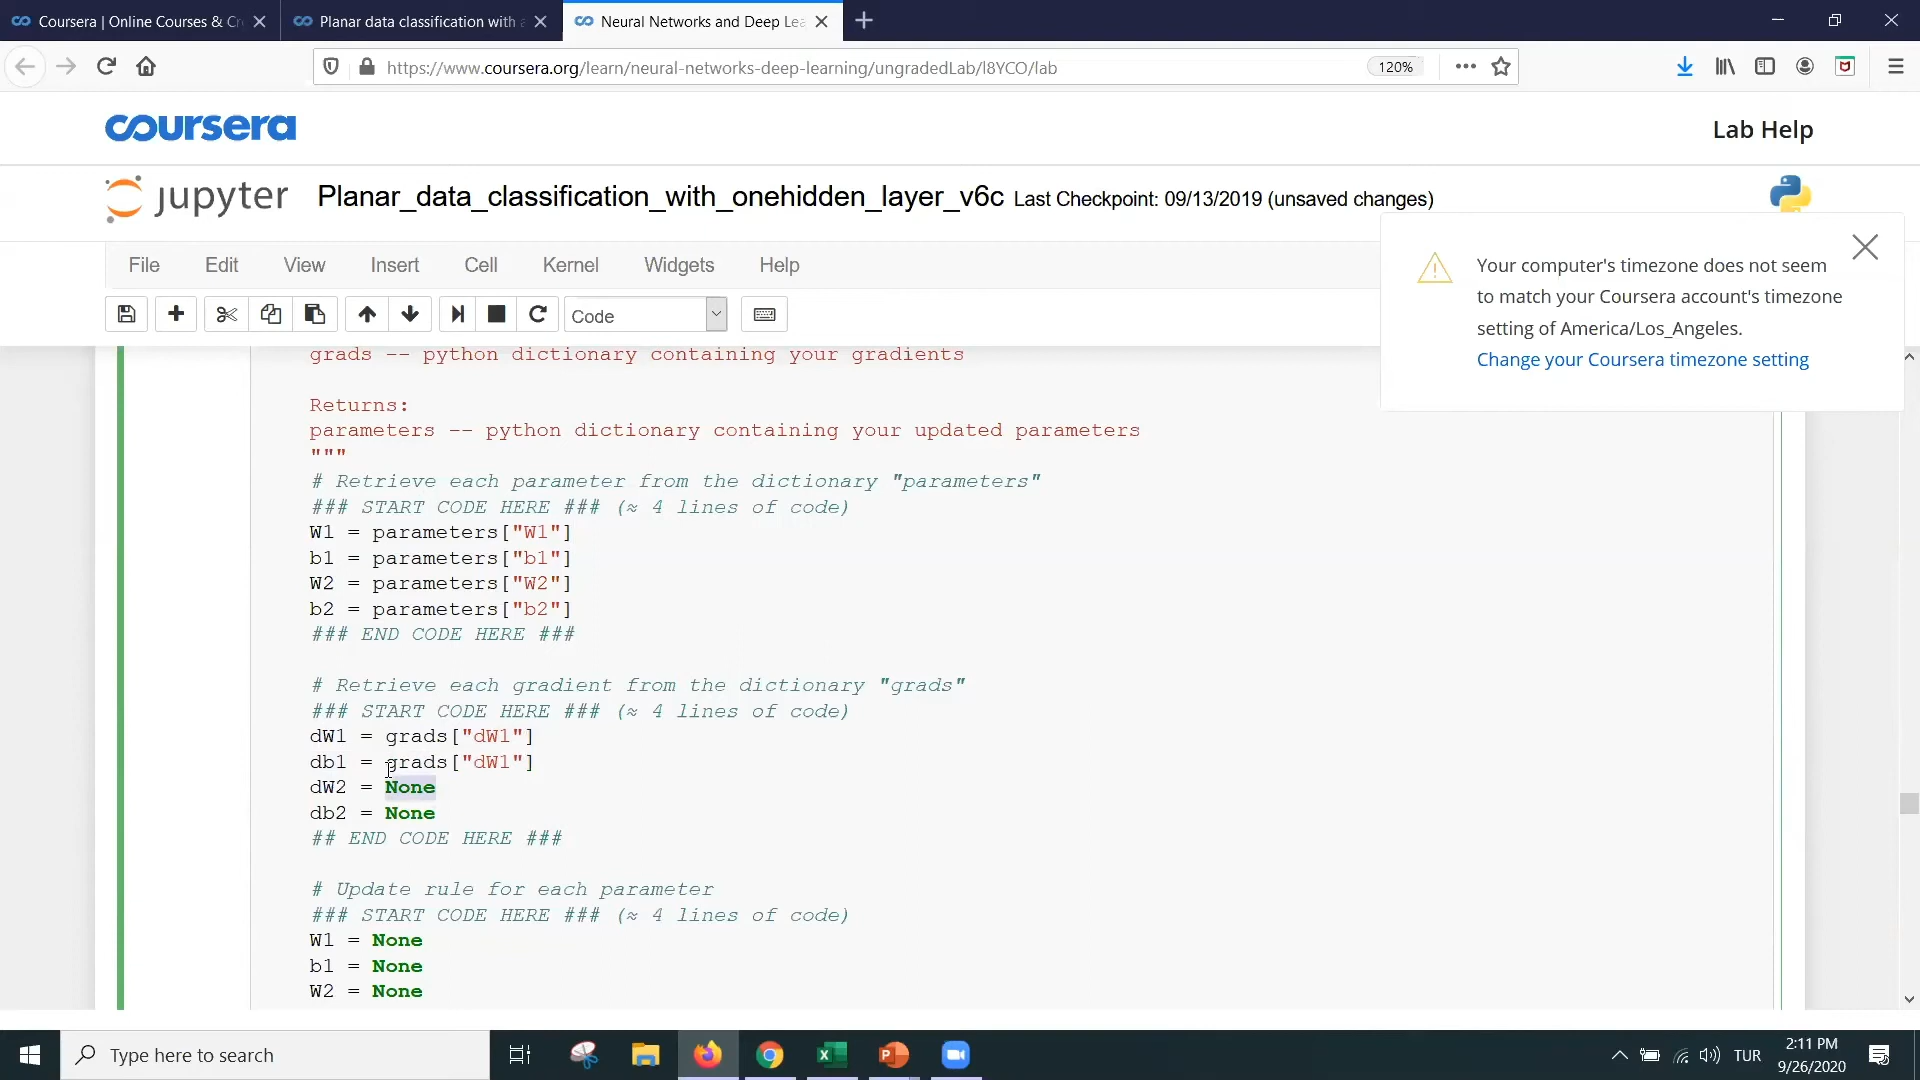 Coursera | Online Courses & Cr
Planar data classification with a
Neural Networks and Deep Lea
https://www.coursera.org/learn/neural-networks-deep-learning/ungradedLab/l8YCO/lab
120%
coursera
Lab Help
jupyter
Planar_data_classification_with_onehidden_layer_v6c Last Checkpoint: 09/13/2019 (unsaved changes)
File Edit View Insert Cell Kernel Widgets Help
Code
Your computer's timezone does not seem
to match your Coursera account's timezone
setting of America/Los_Angeles.
Change your Coursera timezone setting
grads -- python dictionary containing your gradients
Returns:
parameters -- python dictionary containing your updated parameters
"""
# Retrieve each parameter from the dictionary "parameters"
### START CODE HERE ### (≈ 4 lines of code)
W1 = parameters["W1"]
b1 = parameters["b1"]
W2 = parameters["W2"]
b2 = parameters["b2"]
### END CODE HERE ###
# Retrieve each gradient from the dictionary "grads"
### START CODE HERE ### (≈ 4 lines of code)
dW1 = grads["dW1"]
db1 = grads["dW1"]
dW2 = None
db2 = None
## END CODE HERE ###
# Update rule for each parameter
### START CODE HERE ### (≈ 4 lines of code)
W1 = None
b1 = None
W2 = None
Type here to search
TUR
2:11 PM
9/26/2020